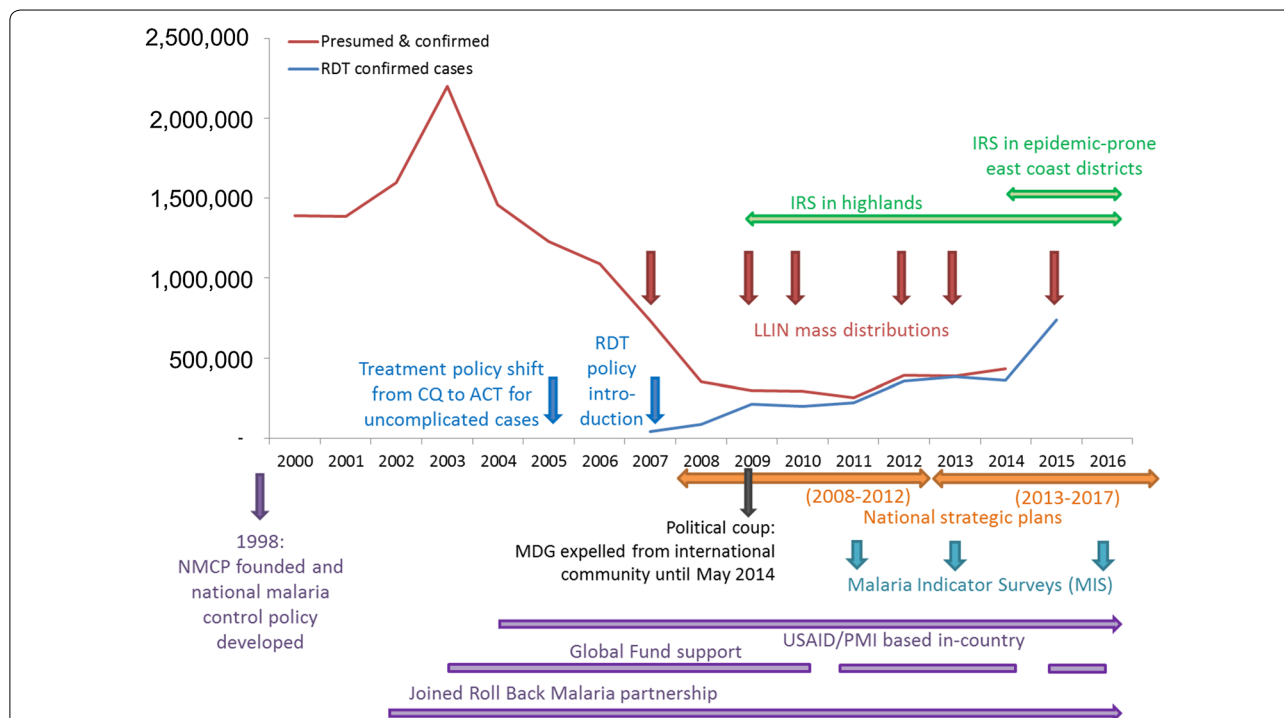 2,500,000
2,000,000
1,500,000
1,000,000
500,000
-
Presumed & confirmed
RDT confirmed cases
IRS in epidemic-prone
east coast districts
IRS in highlands
LLIN mass distributions
Treatment policy shift
from CQ to ACT for
uncomplicated cases
RDT
policy
intro-
duction
2000 2001 2002 2003 2004 2005 2006 2007 2008 2009 2010 2011 2012 2013 2014 2015 2016
(2008-2012)
(2013-2017)
National strategic plans
Political coup:
MDG expelled from international
community until May 2014
1998:
NMCP founded and
national malaria
control policy
developed
Malaria Indicator Surveys (MIS)
USAID/PMI based in-country
Global Fund support
Joined Roll Back Malaria partnership